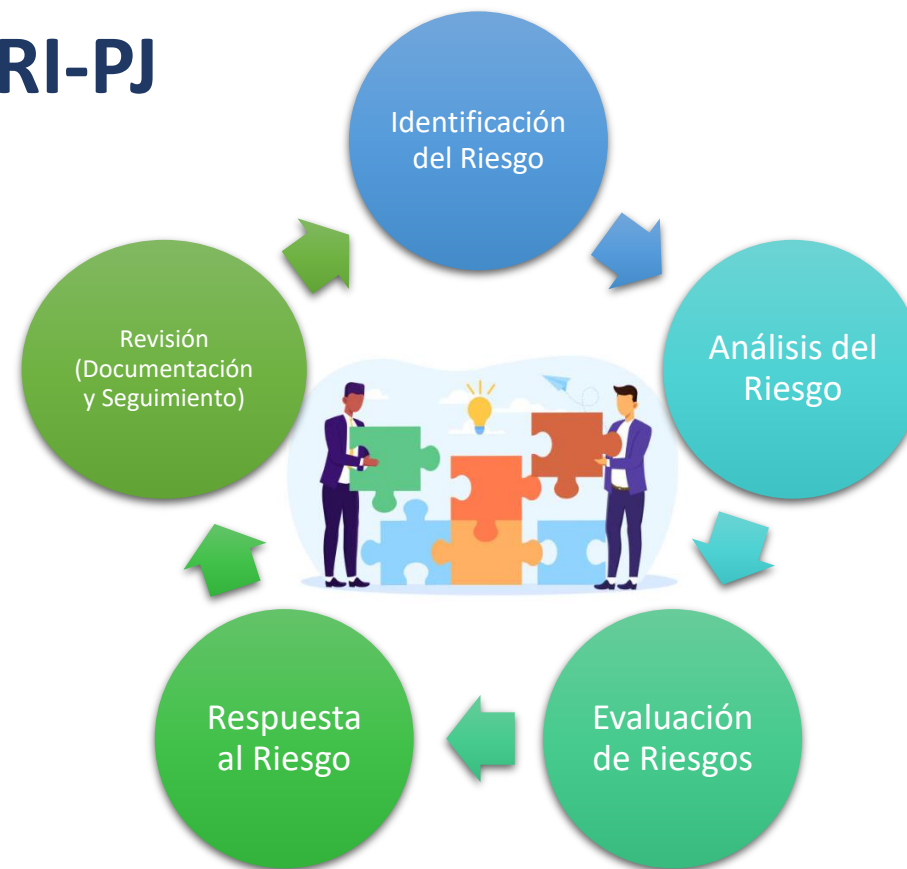 RI-PJ
Identificación
del Riesgo
Análisis del
Riesgo
Evaluación
de Riesgos
Respuesta
al Riesgo
Revisión
(Documentación
y Seguimiento)